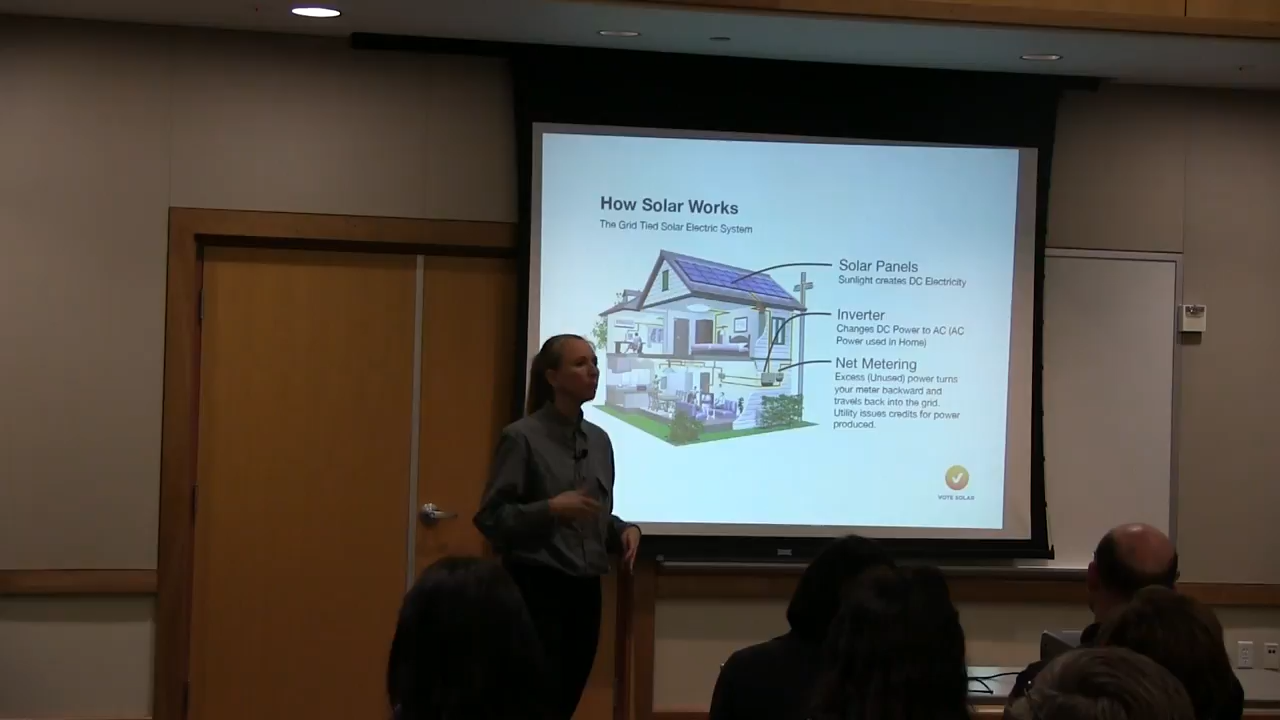 How Solar Works
The Grid Tied Solar Electric System
Solar Panels
Sunlight creates DC Electricity
Inverter
Changes DC Power to AC (AC
Power used in Home)
Net Metering
Excess (Unused) power turns
your meter backward and
travels back into the grid.
Utility issues credits for power
produced.
VOTE SOLAR